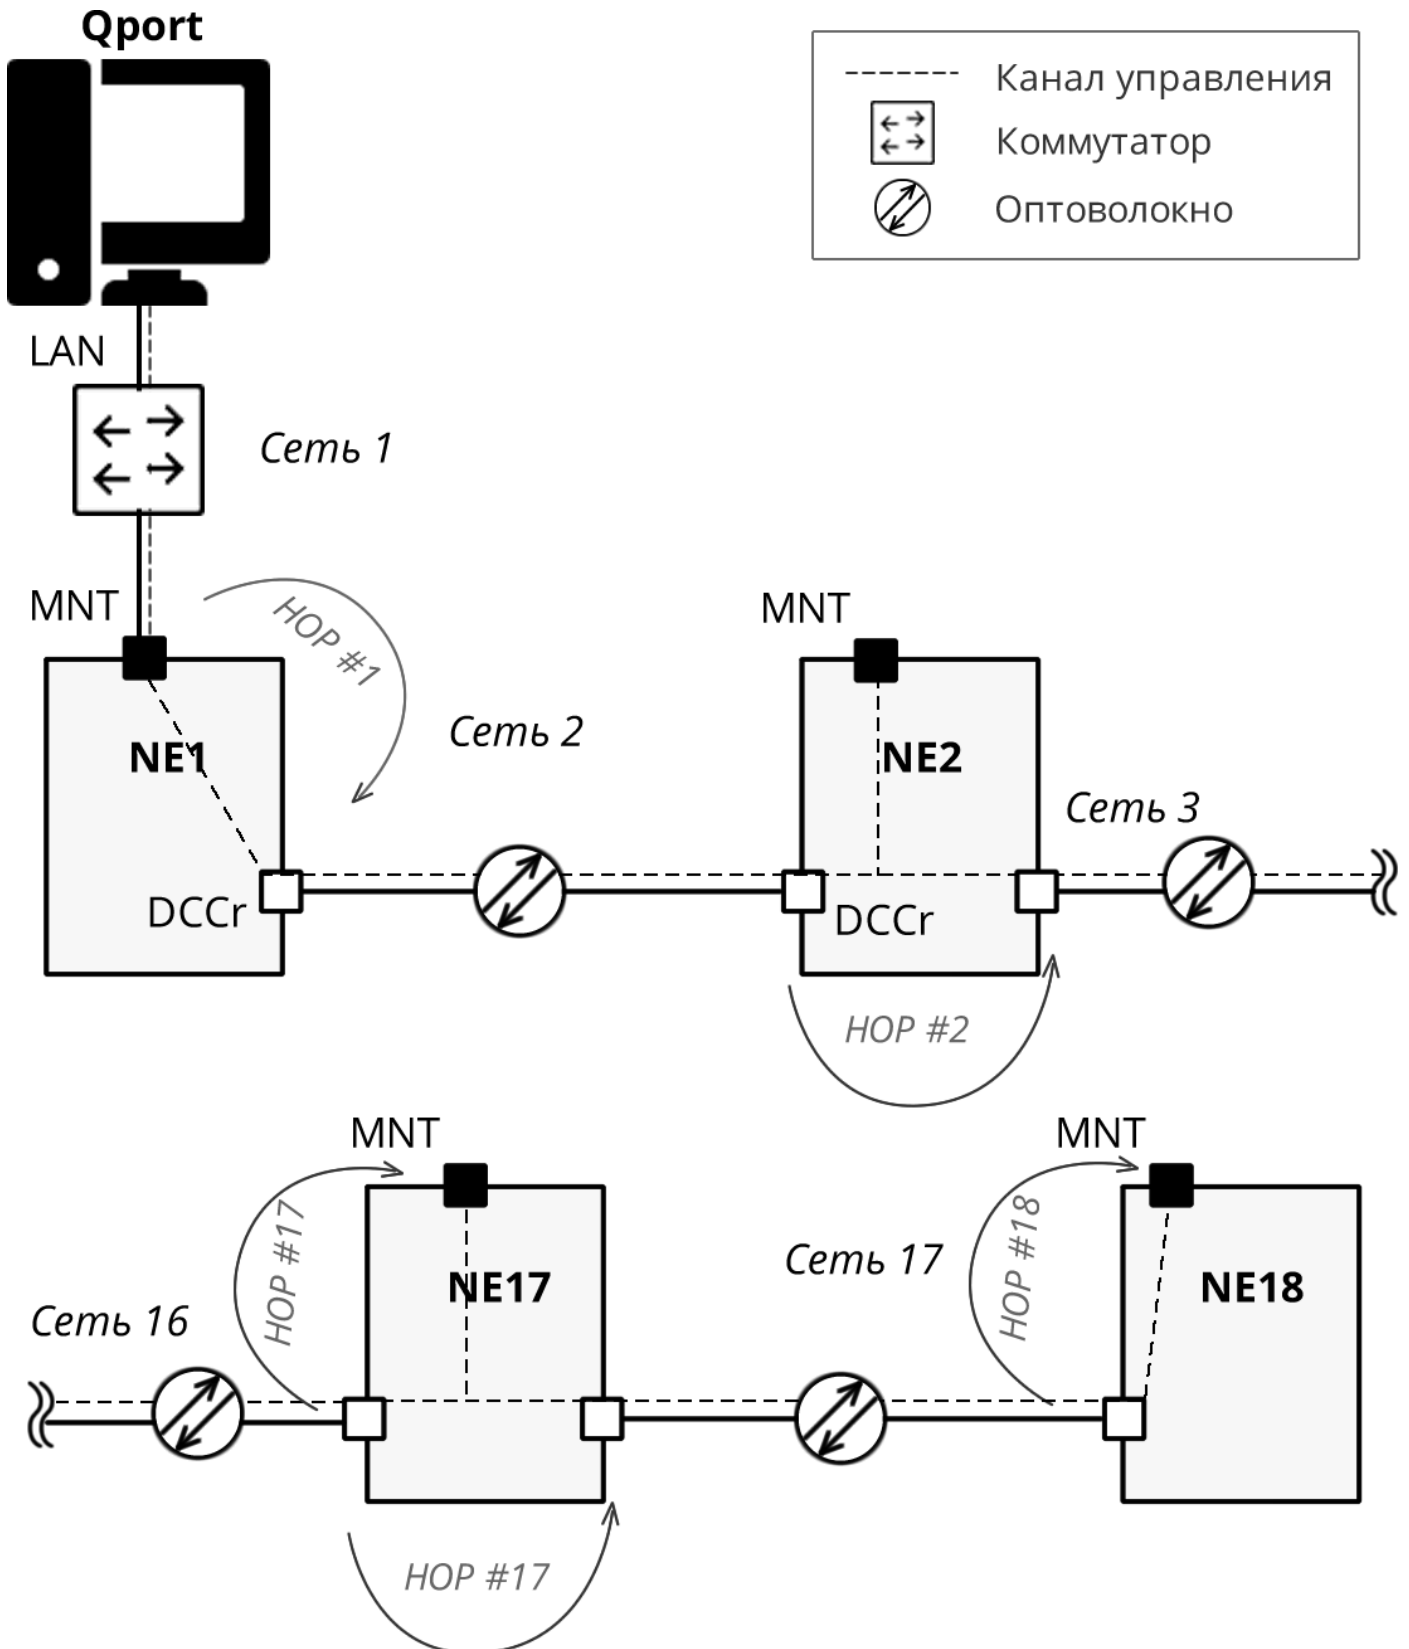 Qport
Канал управления
Коммутатор
Оптоволокно
LAN
Сеть 1
MNT
HOP #1
MNT
Сеть 2
NE1
NE2
Сеть 3
DCCr
DCCr
HOP #2
MNT
MNT
HOP #17
HOP #18
Сеть 17
NE17
NE18
Сеть 16
HOP #17